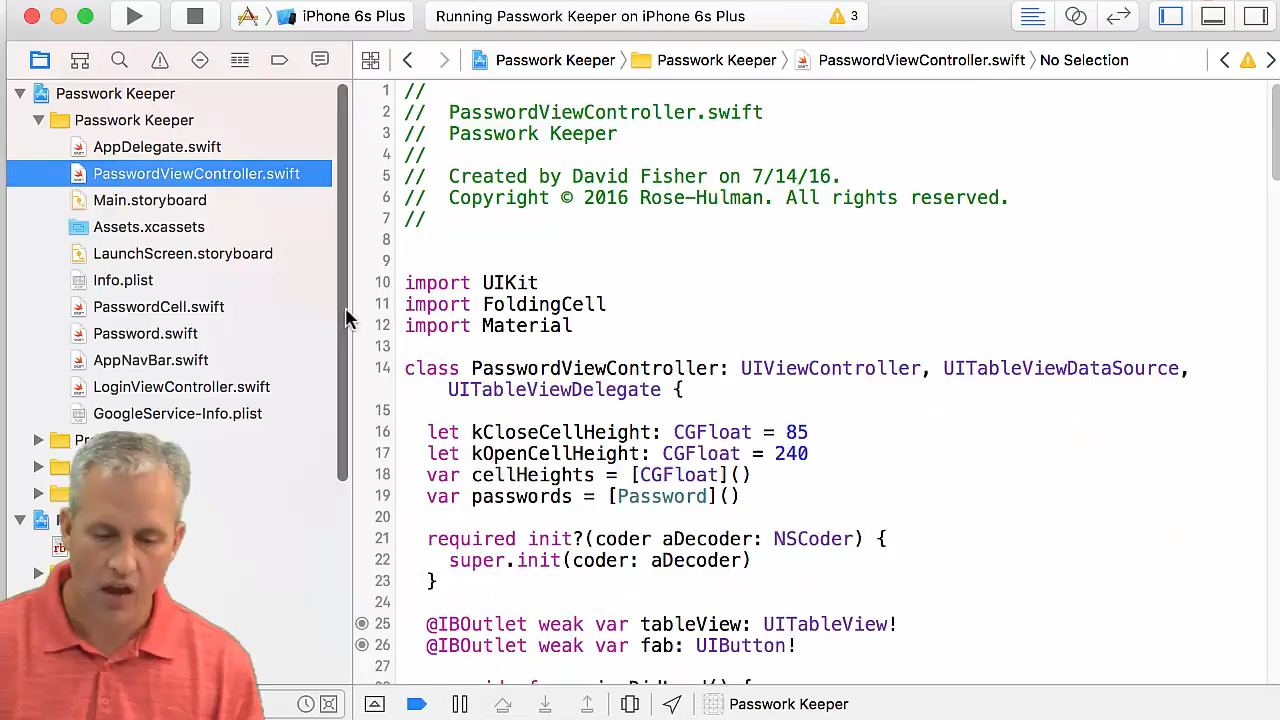 iPhone 6s Plus
Running Passwork Keeper on iPhone 6s Plus
3
Passwork Keeper
Passwork Keeper
PasswordViewController.swift
No Selection
Passwork Keeper
Passwork Keeper
AppDelegate.swift
PasswordViewController.swift
Main.storyboard
Assets.xcassets
LaunchScreen.storyboard
Info.plist
PasswordCell.swift
Password.swift
AppNavBar.swift
LoginViewController.swift
GoogleService-Info.plist
rb
1 //
2 // PasswordViewController.swift
3 // Passwork Keeper
4 //
5 // Created by David Fisher on 7/14/16.
6 // Copyright © 2016 Rose-Hulman. All rights reserved.
7 //
8
9
10 import UIKit
11 import FoldingCell
12 import Material
13
14 class PasswordViewController: UIViewController, UITableViewDataSource,
UITableViewDelegate {
15
16 let kCloseCellHeight: CGFloat = 85
17 let kOpenCellHeight: CGFloat = 240
18 var cellHeights = [CGFloat]()
19 var passwords = [Password]()
20
21 required init?(coder aDecoder: NSCoder) {
22 super.init(coder: aDecoder)
23 }
24
25 @IBOutlet weak var tableView: UITableView!
26 @IBOutlet weak var fab: UIButton!
27
Passwork Keeper